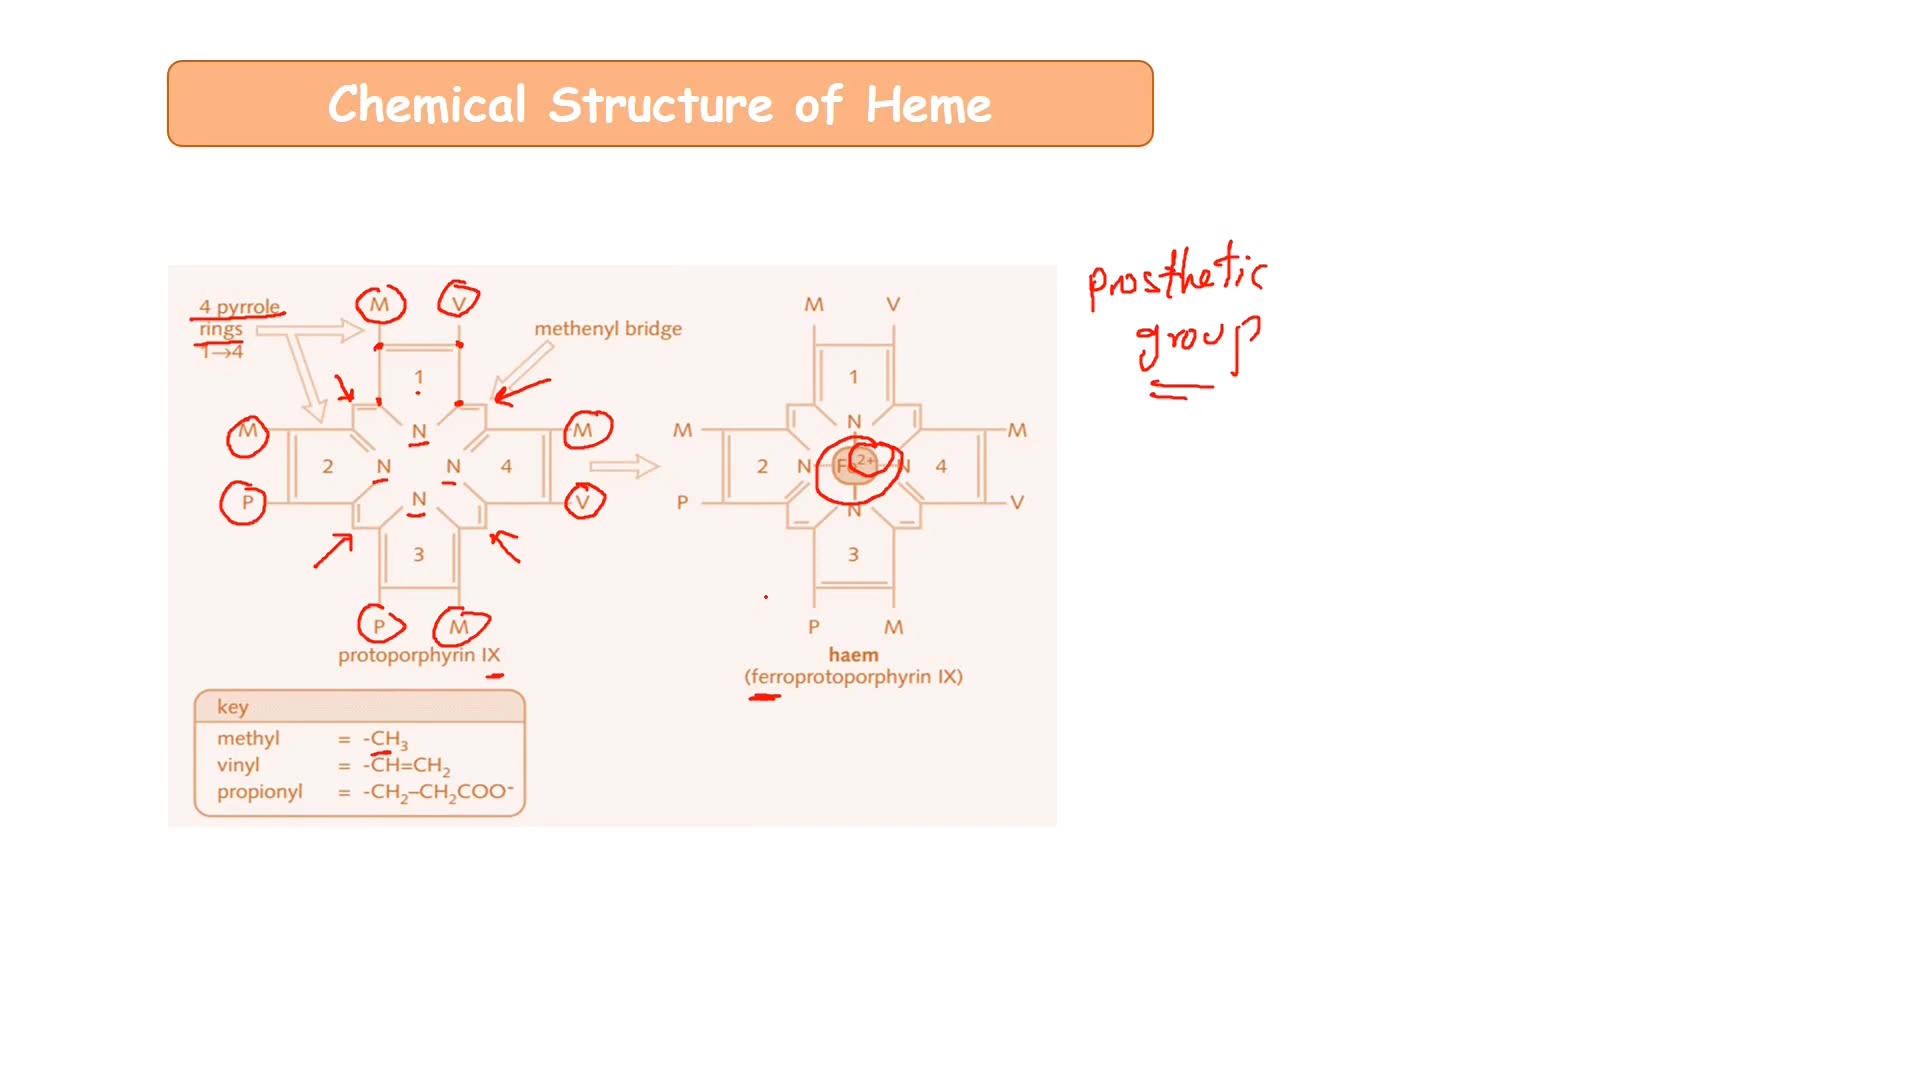 Chemical Structure of Heme
prosthetic
group
4 pyrrole
rings
1→4
M V
methenyl bridge
1
N
M M
2 N N 4
P N V
3
P M
protoporphyrin IX
M V
1
N
M M
2 N Fe2+ N 4
P N V
3
P M
haem
(ferroprotoporphyrin IX)
key
methyl = -CH3
vinyl = -CH=CH2
propionyl = -CH2–CH2COO-